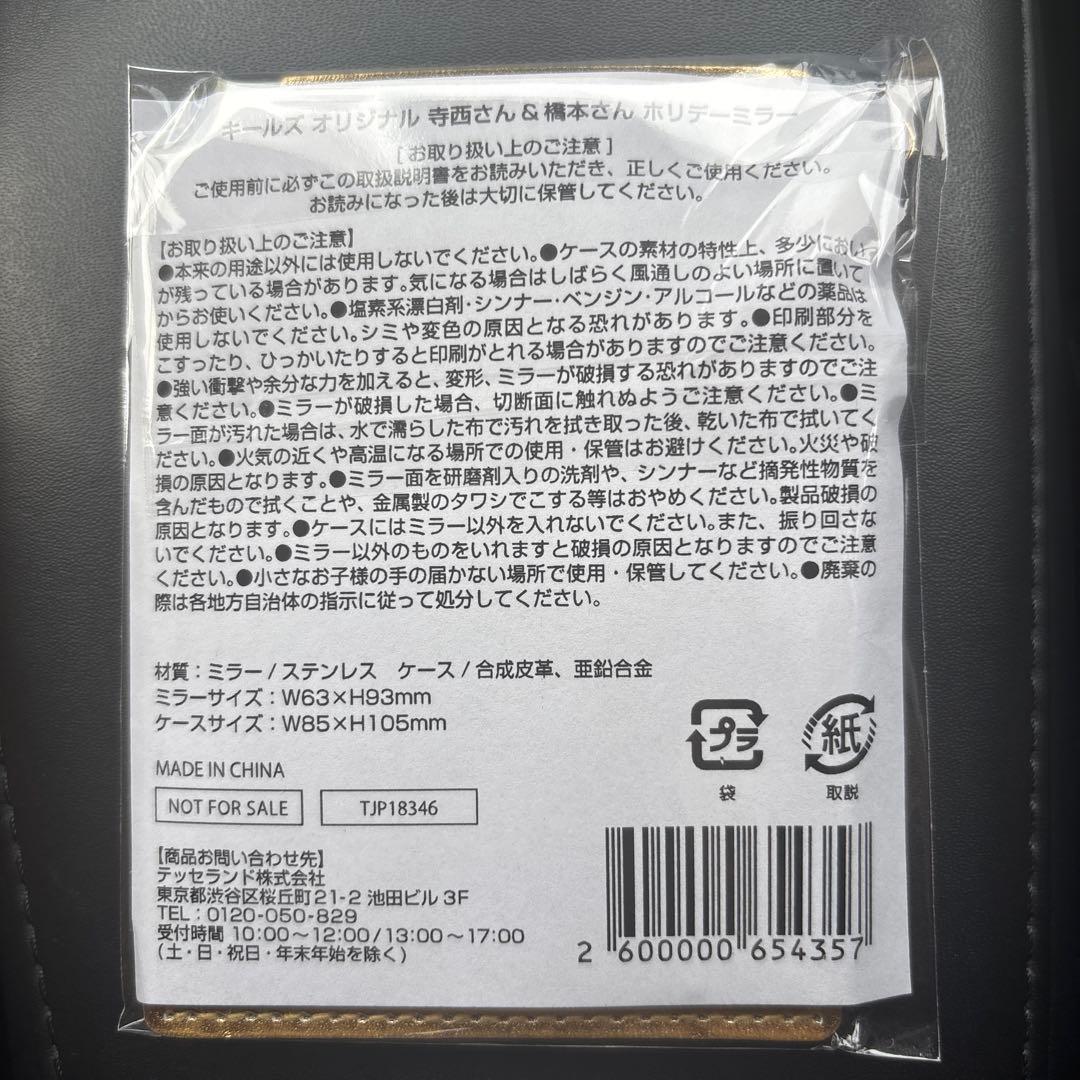 キールズ オリジナル 寺西さん＆橋本さん ホリデーミラー
[ お取り扱い上のご注意 ]
ご使用前に必ずこの取扱説明書をお読みいただき、正しくご使用ください。
お読みになった後は大切に保管してください。
【お取り扱い上のご注意】
●本来の用途以外には使用しないでください。●ケースの素材の特性上、多少におい
が残っている場合があります。気になる場合はしばらく風通しのよい場所に置いて
からお使いください。●塩素系漂白剤・シンナー・ベンジン・アルコールなどの薬品は
使用しないでください。シミや変色の原因となる恐れがあります。●印刷部分を
こすったり、ひっかいたりすると印刷がとれる場合がありますのでご注意ください。
●強い衝撃や余分な力を加えると、変形、ミラーが破損する恐れがありますのでご注
意ください。●ミラーが破損した場合、切断面に触れぬようご注意ください。●ミ
ラー面が汚れた場合は、水で濡らした布で汚れを拭き取った後、乾いた布で拭いてく
ださい。●火気の近くや高温になる場所での使用・保管はお避けください。火災や破
損の原因となります。●ミラー面を研磨剤入りの洗剤や、シンナーなど摘発性物質を
含んだもので拭くことや、金属製のタワシでこする等はおやめください。製品破損の
原因となります。●ケースにはミラー以外を入れないでください。また、振り回さな
いでください。●ミラー以外のものをいれますと破損の原因となりますのでご注意
ください。●小さなお子様の手の届かない場所で使用・保管してください。●廃棄の
際は各地方自治体の指示に従って処分してください。
材質：ミラー / ステンレス　ケース / 合成皮革、亜鉛合金
ミラーサイズ：W63×H93mm
ケースサイズ：W85×H105mm
プラ
袋
紙
取説
MADE IN CHINA
NOT FOR SALE
TJP18346
【商品お問い合わせ先】
テッセランド株式会社
東京都渋谷区桜丘町21-2 池田ビル 3F
TEL：0120-050-829
受付時間 10:00～12:00/13:00～17:00
(土・日・祝日・年末年始を除く)
2 600000 654357